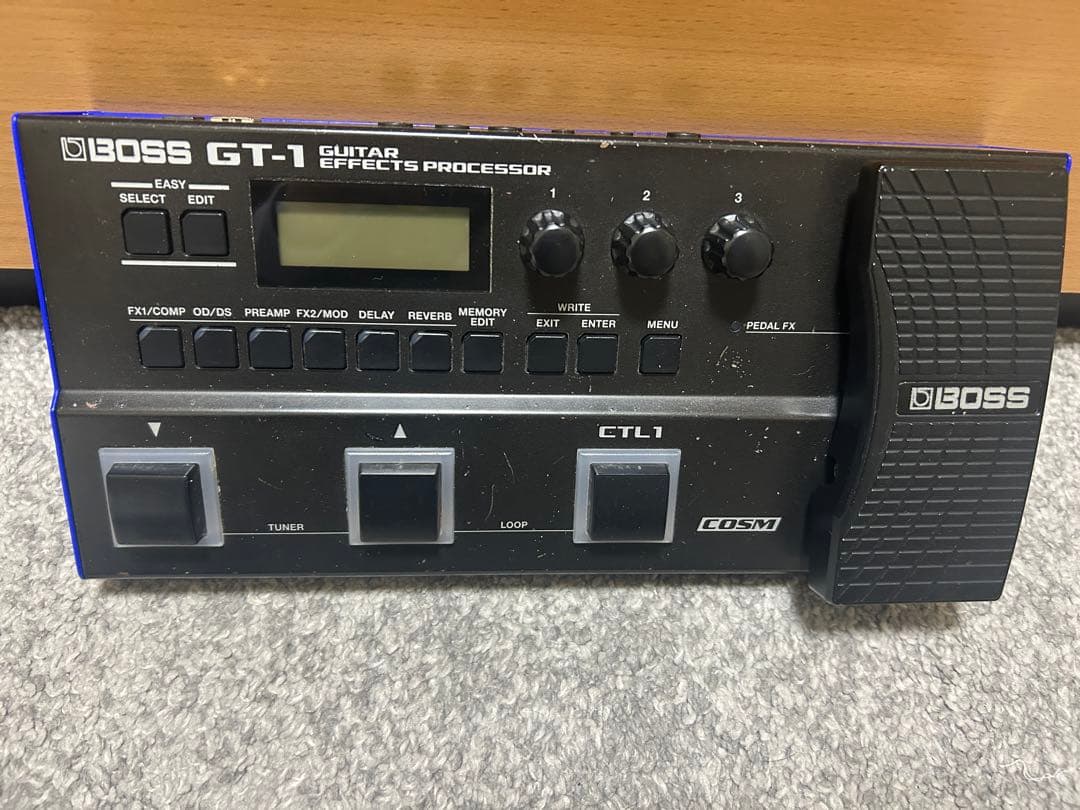 BOSS GT-1 GUITAR EFFECTS PROCESSOR
EASY
SELECT EDIT
1 2 3
FX1/COMP OD/DS PREAMP FX2/MOD DELAY REVERB MEMORY EDIT
WRITE
EXIT ENTER MENU
PEDAL FX
BOSS
▼ ▲ CTL1
TUNER LOOP
COSM